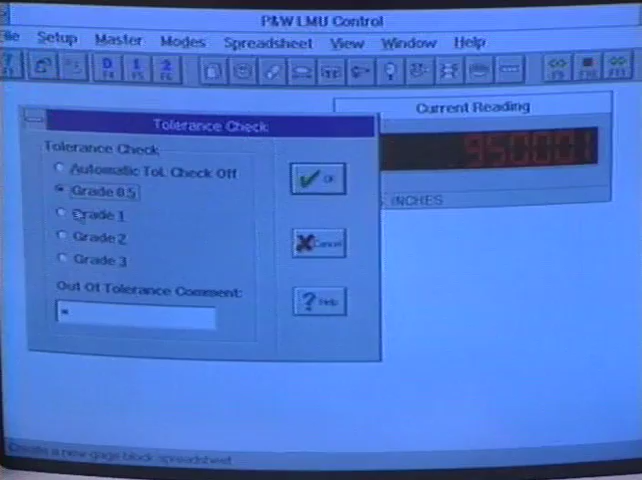 P&W LMU Control
File Setup Master Modes Spreadsheet View Window Help
Current Reading
950001
INCHES
Tolerance Check
Tolerance Check
Automatic Tol. Check Off
Grade 0.5
Grade 1
Grade 2
Grade 3
Out Of Tolerance Comment:
*
OK
Cancel
Help
Create a new gage block spreadsheet